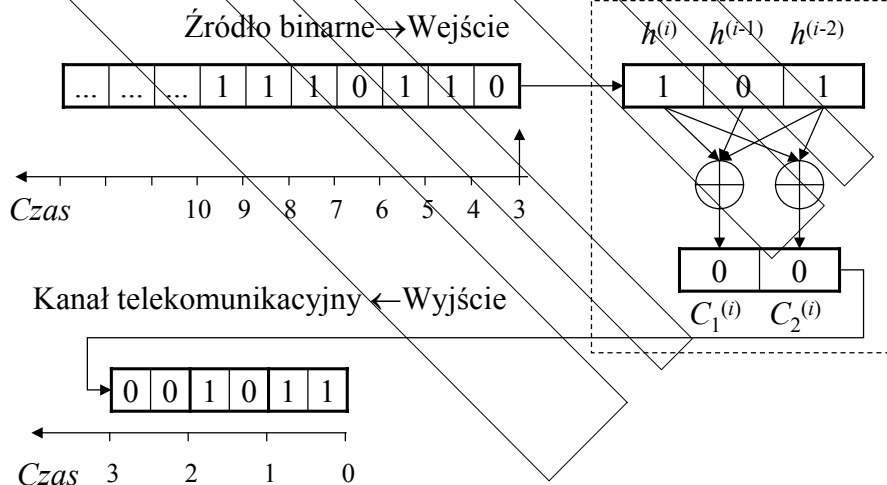 Źródło binarne→Wejście
h(i) h(i-1) h(i-2)
... ... ... 1 1 1 0 1 1 0
1 0 1
Czas 10 9 8 7 6 5 4 3
0 0
C1(i) C2(i)
Kanał telekomunikacyjny ←Wyjście
0 0 1 0 1 1
Czas 3 2 1 0